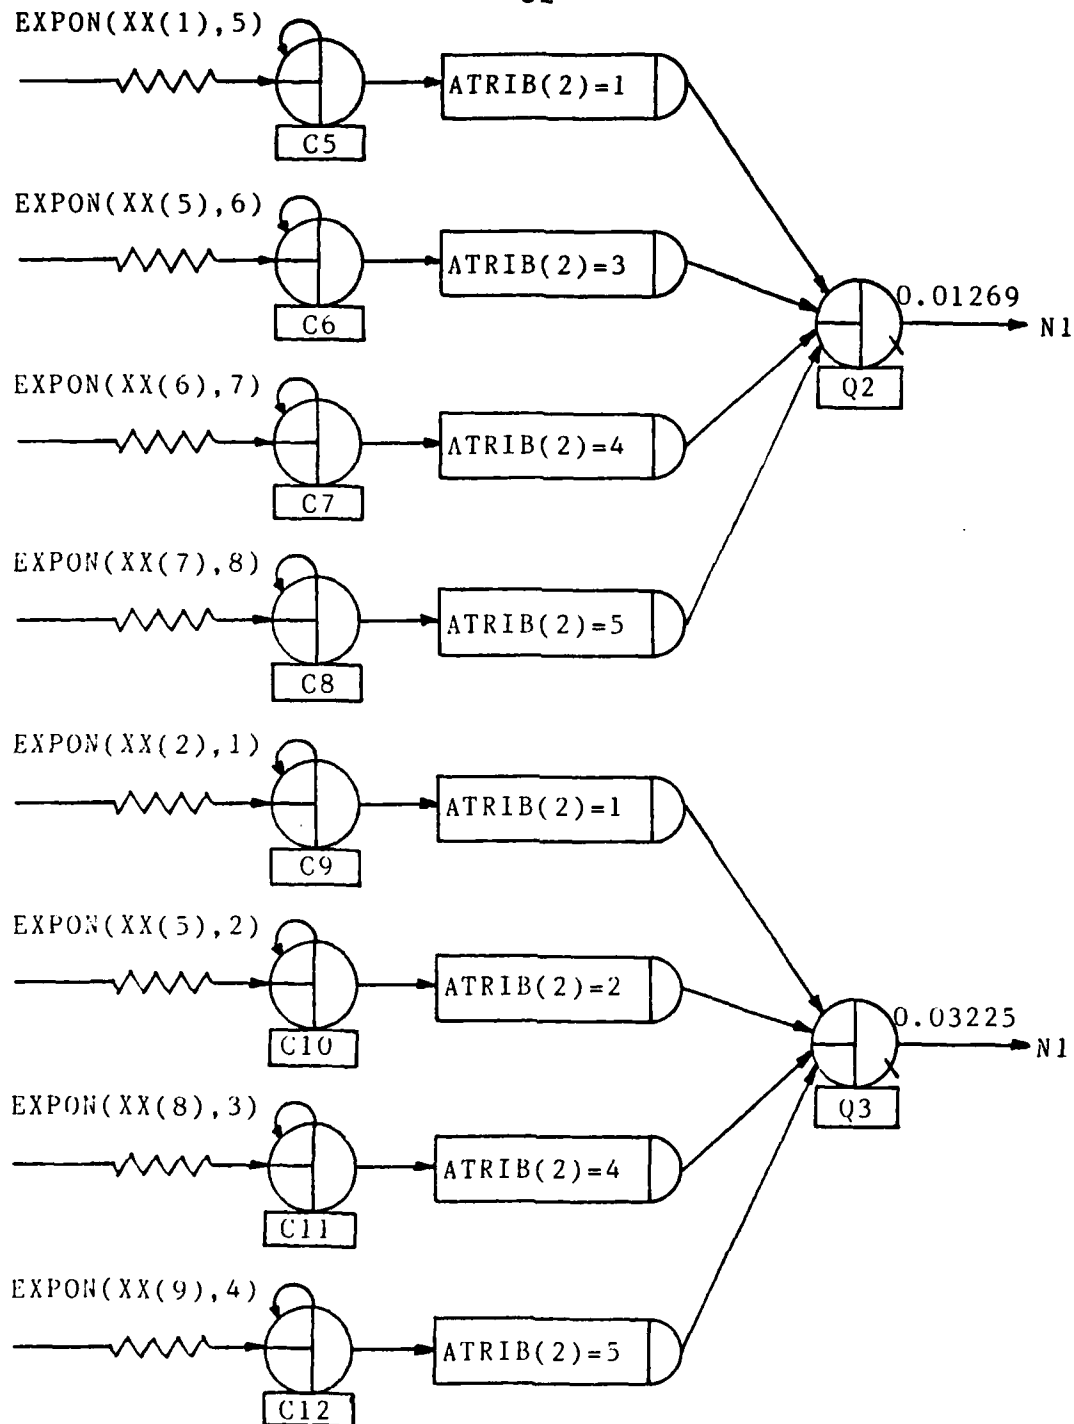 EXPON(XX(1),5)
ATRIB(2)=1
C5
EXPON(XX(5),6)
ATRIB(2)=3
C6
0.01269
N1
Q2
EXPON(XX(6),7)
ATRIB(2)=4
C7
EXPON(XX(7),8)
ATRIB(2)=5
C8
EXPON(XX(2),1)
ATRIB(2)=1
C9
EXPON(XX(5),2)
ATRIB(2)=2
C10
0.03225
N1
Q3
EXPON(XX(8),3)
ATRIB(2)=4
C11
EXPON(XX(9),4)
ATRIB(2)=5
C12